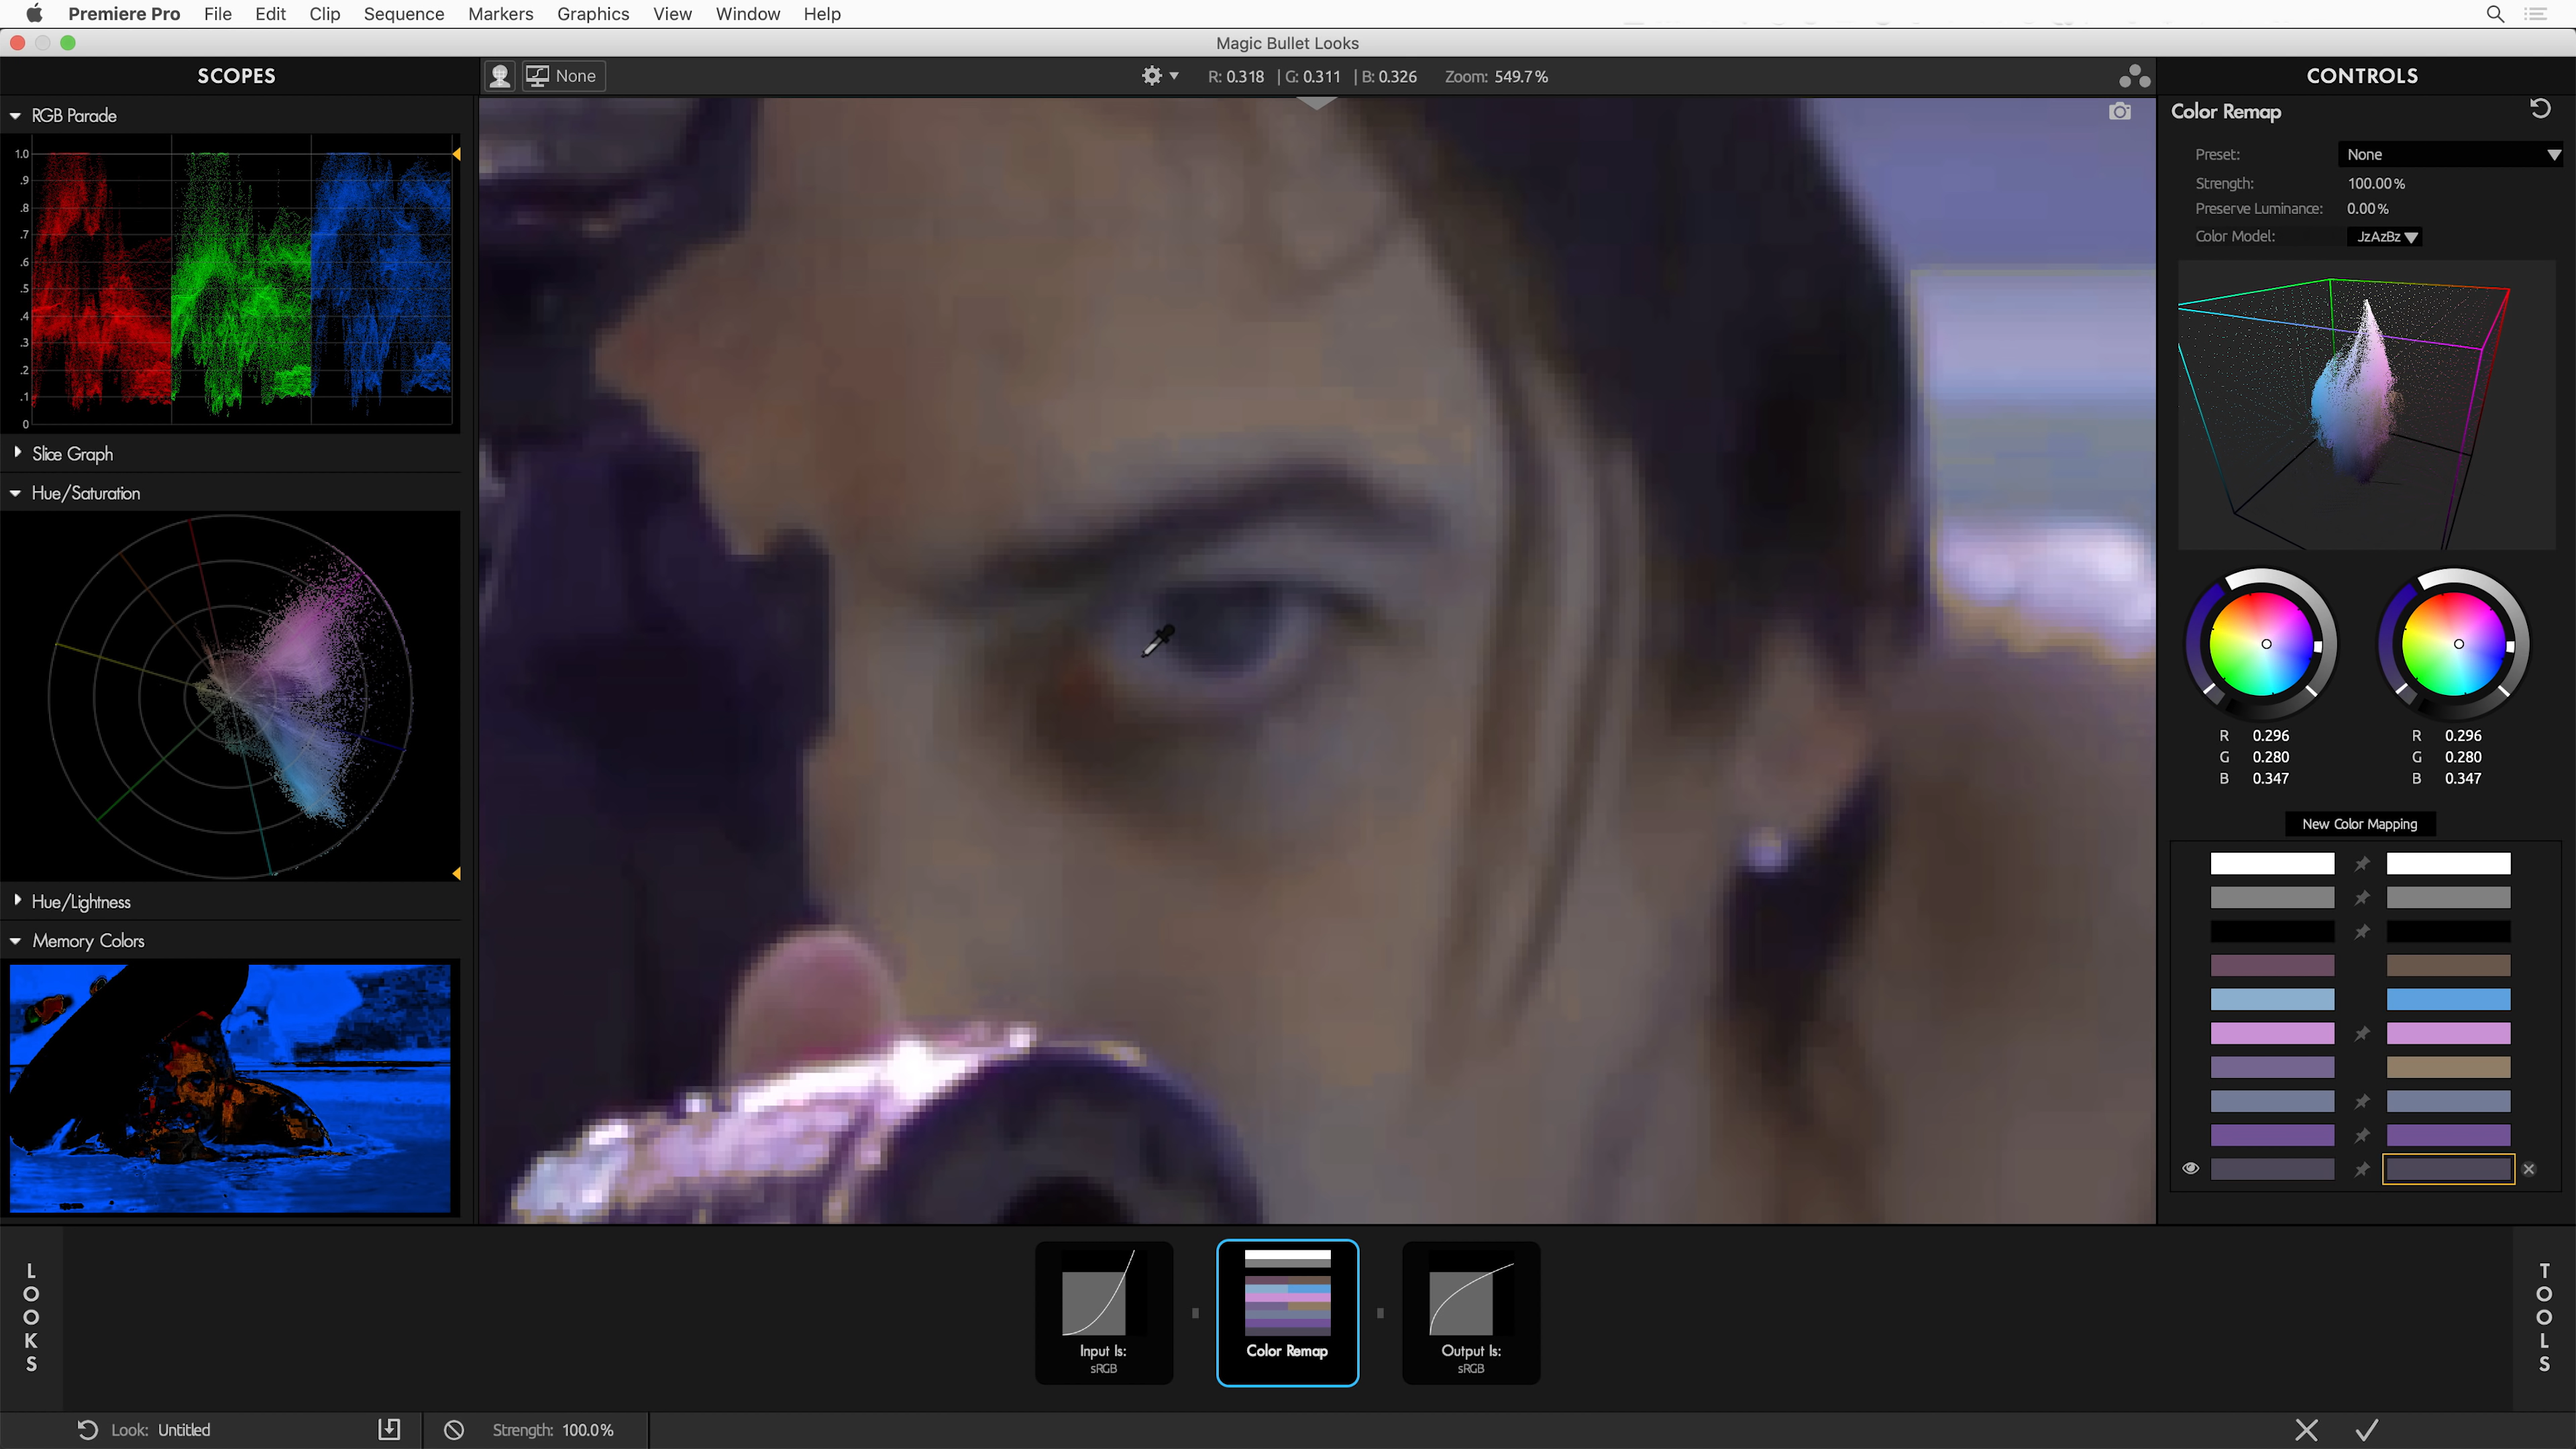 Premiere Pro File Edit Clip Sequence Markers Graphics View Window Help
Magic Bullet Looks
SCOPES
None
R: 0.318 | G: 0.311 | B: 0.326 Zoom: 549.7%
CONTROLS
RGB Parade
1.0
.9
.8
.7
.6
.5
.4
.3
.2
.1
0
Slice Graph
Hue/Saturation
Hue/Lightness
Memory Colors
Color Remap
Preset: None
Strength: 100.00%
Preserve Luminance: 0.00%
Color Model: JzAzBz
R 0.296 R 0.296
G 0.280 G 0.280
B 0.347 B 0.347
New Color Mapping
LOOKS
Input Is:
sRGB
Color Remap
Output Is:
sRGB
TOOLS
Look: Untitled
Strength: 100.0%